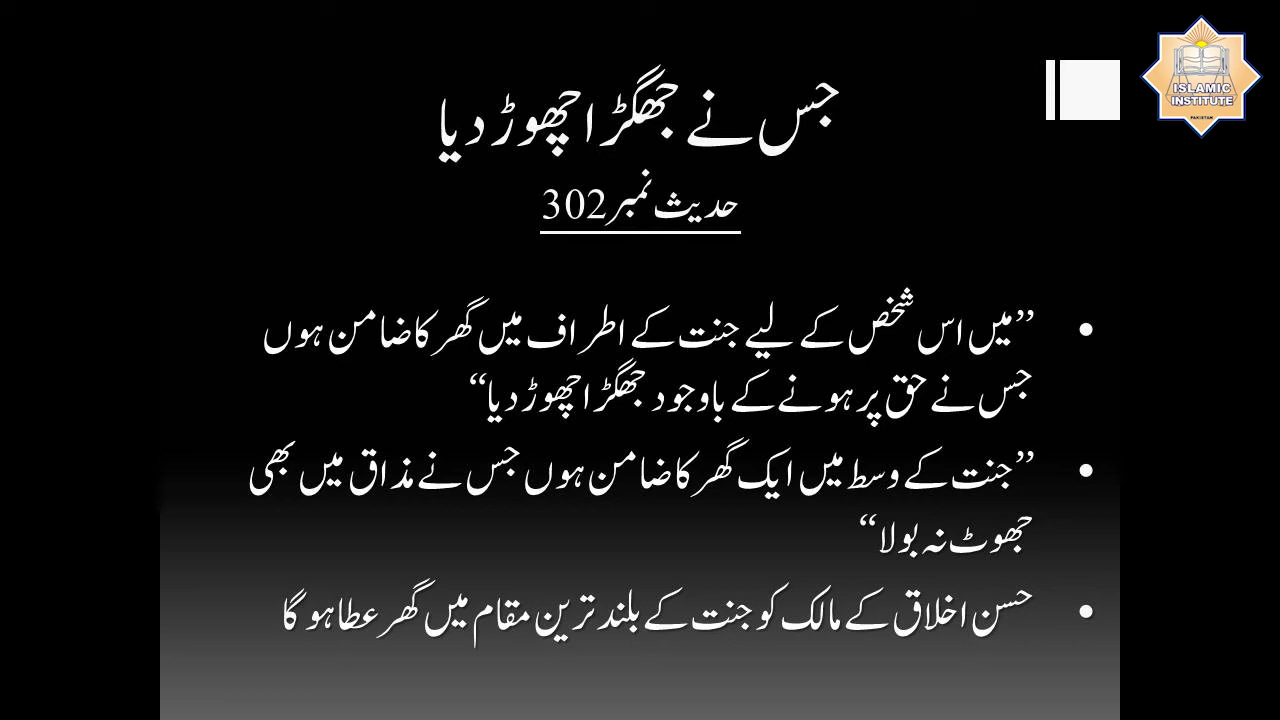 جس نے جھگڑا چھوڑ دیا
حدیث نمبر302
• ”میں اس شخص کے لیے جنت کے اطراف میں گھر کا ضامن ہوں
جس نے حق پر ہونے کے باوجود جھگڑا چھوڑ دیا“
• ”جنت کے وسط میں ایک گھر کا ضامن ہوں جس نے مذاق میں بھی
جھوٹ نہ بولا“
• حسن اخلاق کے مالک کو جنت کے بلند ترین مقام میں گھر عطا ہو گا
ISLAMIC
INSTITUTE
PAKISTAN